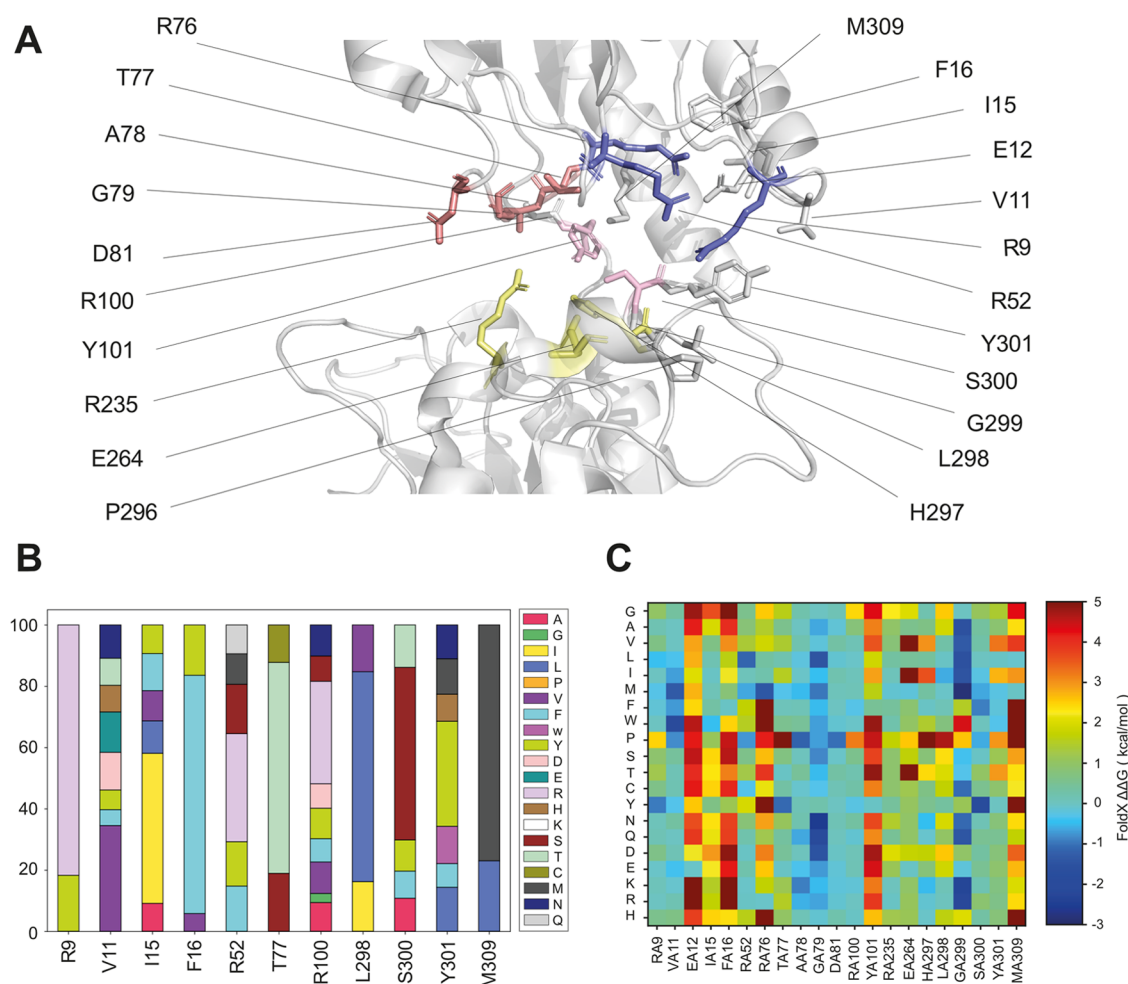 A
R76
T77
A78
G79
D81
R100
Y101
R235
E264
P296
M309
F16
I15
E12
V11
R9
R52
Y301
S300
G299
L298
H297
B
100
80
60
40
20
0
R9
V11
I15
F16
R52
T77
R100
L298
S300
Y301
M309
A
G
I
L
P
V
F
w
Y
D
E
R
H
K
S
T
C
M
N
Q
C
G
A
V
L
I
M
F
W
P
S
T
C
Y
N
Q
D
E
K
R
H
RA9
VA11
EA12
IA15
FA16
RA52
RA76
TA77
AA78
GA79
DA81
RA100
YA101
RA235
EA264
HA297
LA298
GA299
SA300
YA301
MA309
5
4
3
2
1
0
-1
-2
-3
FoldX ΔΔG ( kcal/mol)